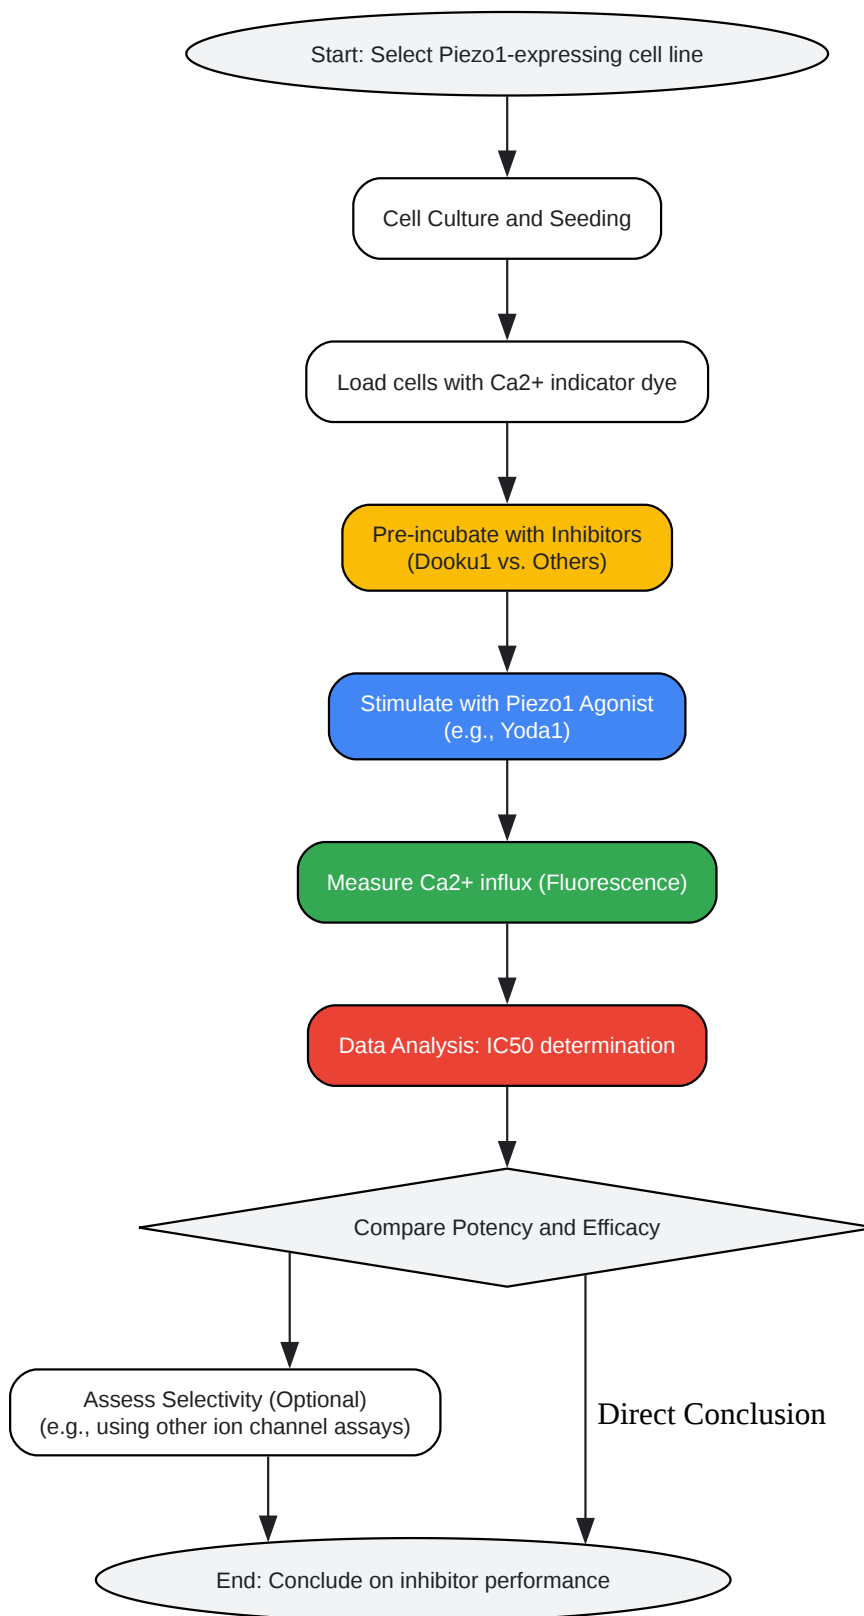 Start: Select Piezo1-expressing cell line
Cell Culture and Seeding
Load cells with Ca2+ indicator dye
Pre-incubate with Inhibitors
(Dooku1 vs. Others)
Stimulate with Piezo1 Agonist
(e.g., Yoda1)
Measure Ca2+ influx (Fluorescence)
Data Analysis: IC50 determination
Compare Potency and Efficacy
Assess Selectivity (Optional)
(e.g., using other ion channel assays)
Direct Conclusion
End: Conclude on inhibitor performance